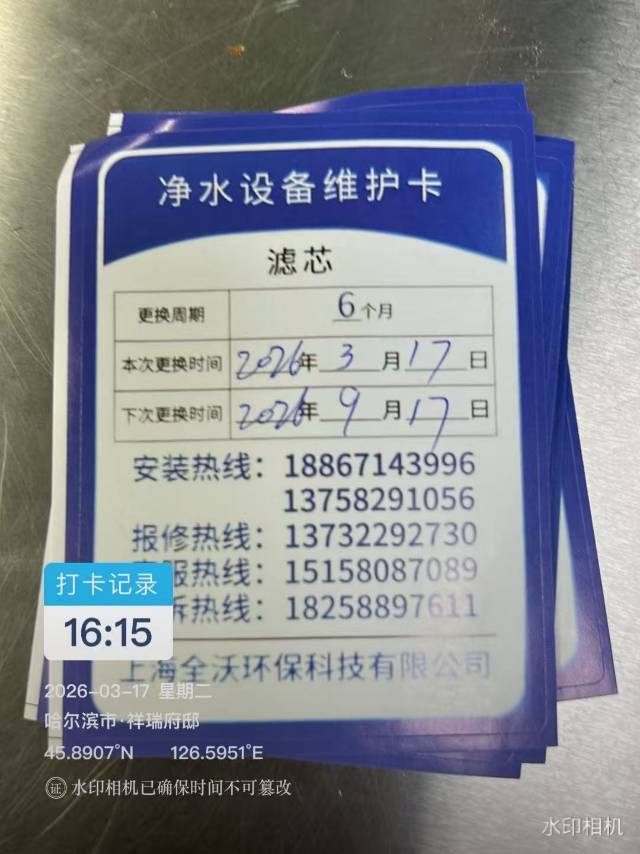 净水设备维护卡
滤芯
更换周期 6个月
本次更换时间 2026年3月17日
下次更换时间 2026年9月17日
安装热线：18867143996
13758291056
报修热线：13732292730
服热线：15158087089
诉热线：18258897611
上海全沃环保科技有限公司
打卡记录
16:15
2026-03-17 星期二
哈尔滨市·祥瑞府邸
45.8907°N 126.5951°E
证 水印相机已确保时间不可篡改
水印相机